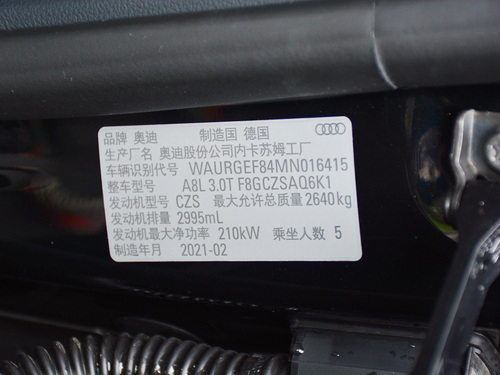 品牌 奥迪 制造国 德国
生产厂名 奥迪股份公司内卡苏姆工厂
车辆识别代号 WAURGEF84MN016415
整车型号 A8L 3.0T F8GCZSAQ6K1
发动机型号 CZS 最大允许总质量 2640kg
发动机排量 2995mL
发动机最大净功率 210kW 乘坐人数 5
制造年月 2021-02